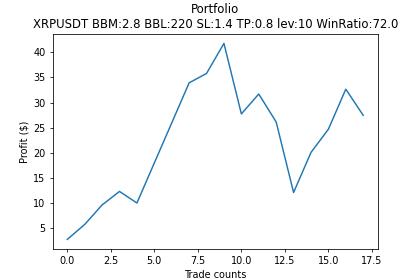 Portfolio
XRPUSDT BBM:2.8 BBL:220 SL:1.4 TP:0.8 lev:10 WinRatio:72.0
40
35
30
25
20
15
10
5
Profit ($)
0.0 2.5 5.0 7.5 10.0 12.5 15.0 17.5
Trade counts